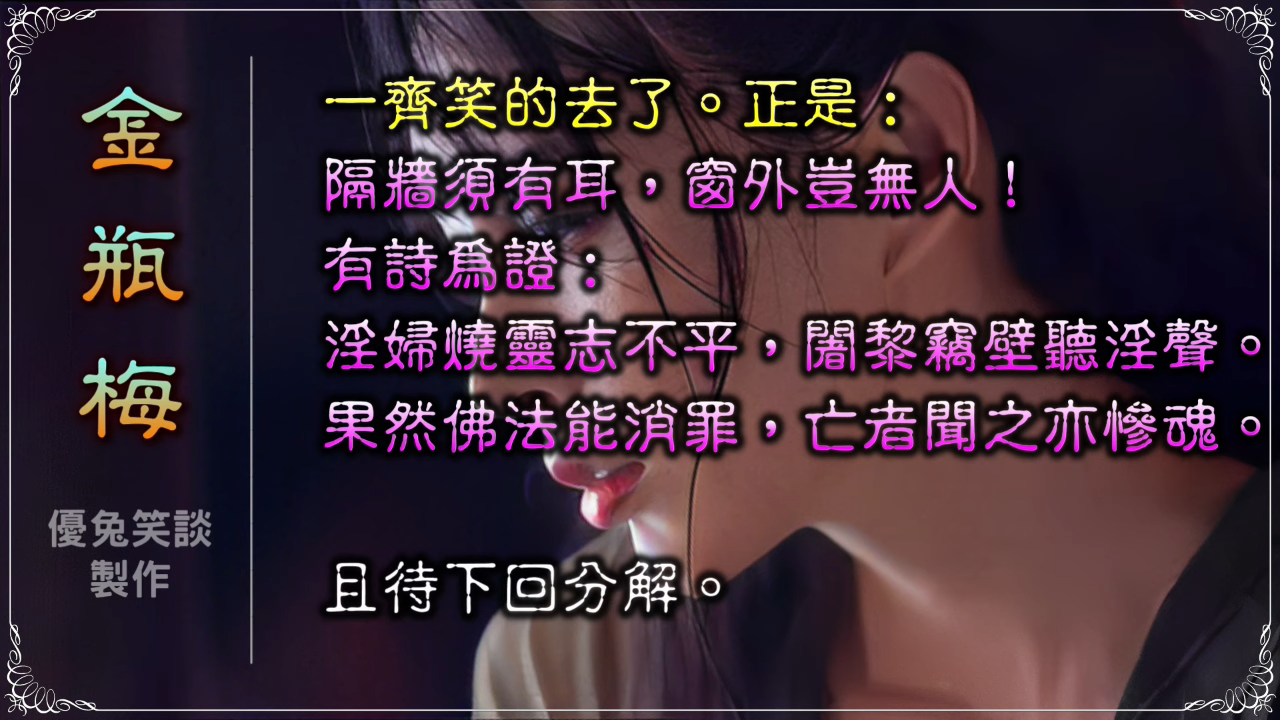 金瓶梅
優兔笑談
製作
一齊笑的去了。正是：
隔牆須有耳，窗外豈無人！
有詩爲證：
淫婦燒靈志不平，闍黎竊壁聽淫聲。
果然佛法能消罪，亡者聞之亦慘魂。
且待下回分解。